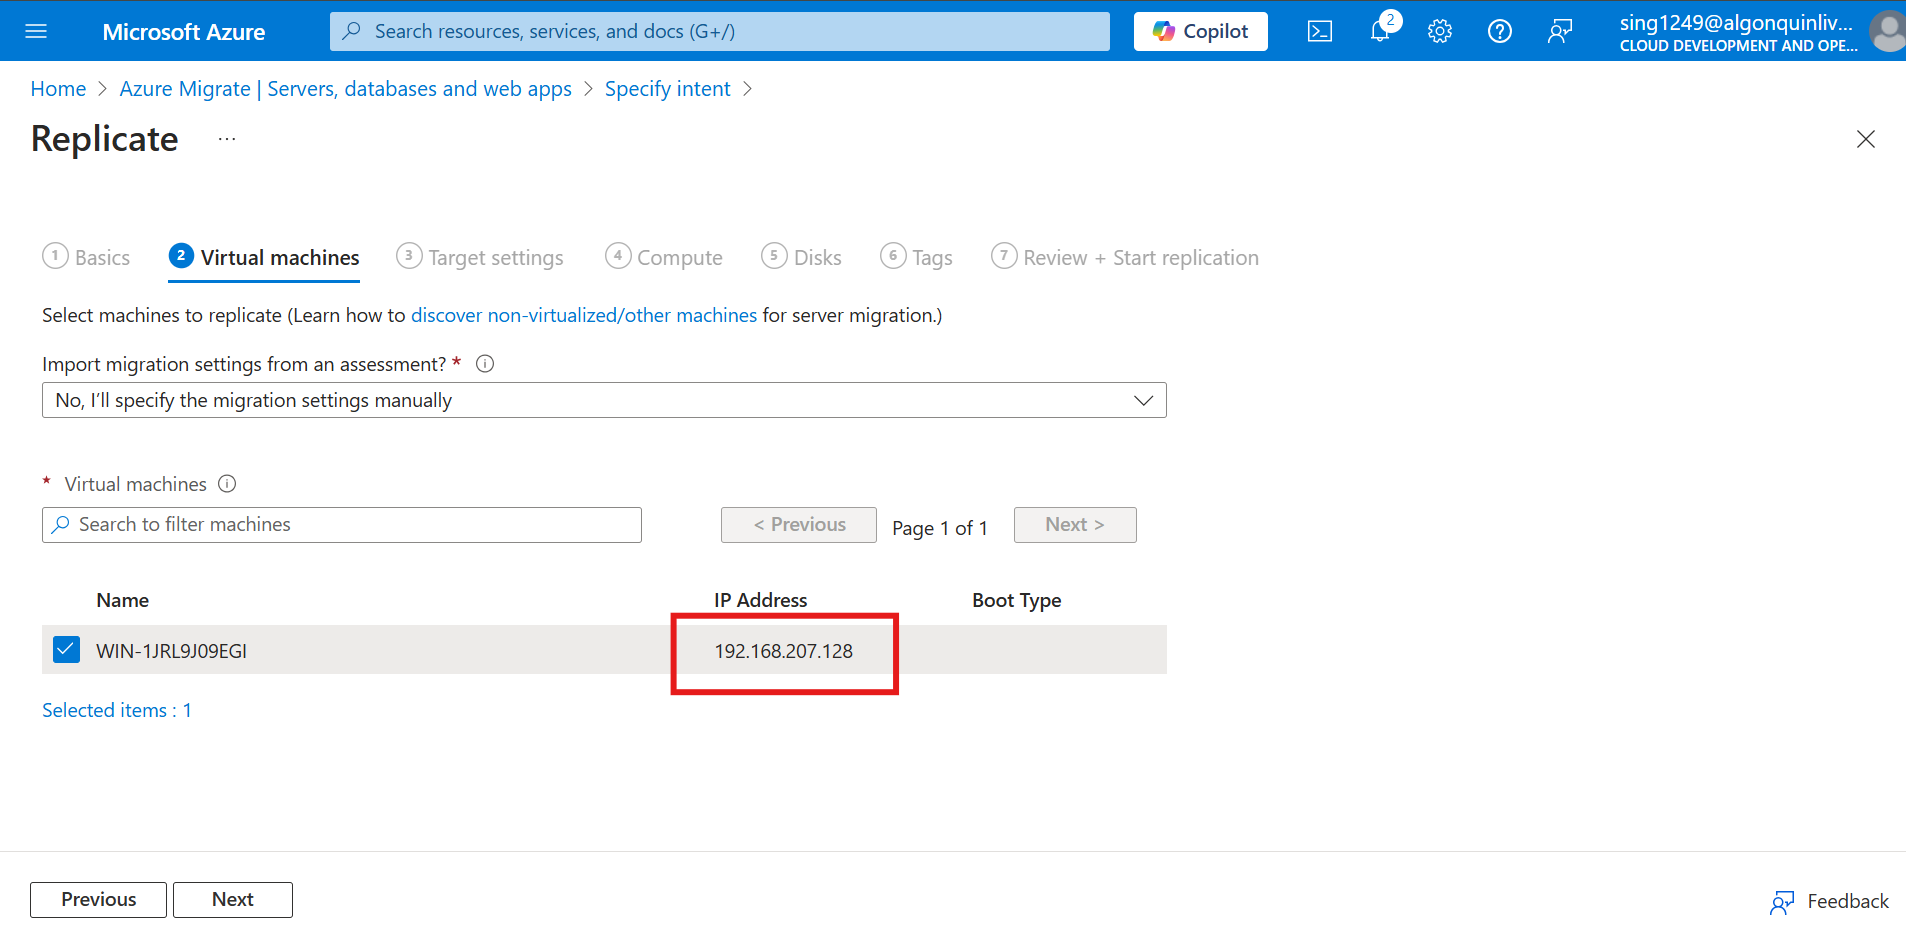 Microsoft Azure
Search resources, services, and docs (G+/)
Copilot
2
sing1249@algonquinliv...
CLOUD DEVELOPMENT AND OPE...
Home > Azure Migrate | Servers, databases and web apps > Specify intent >
Replicate ...
1 Basics
2 Virtual machines
3 Target settings
4 Compute
5 Disks
6 Tags
7 Review + Start replication
Select machines to replicate (Learn how to discover non-virtualized/other machines for server migration.)
Import migration settings from an assessment? *
No, I’ll specify the migration settings manually
* Virtual machines
Search to filter machines
< Previous
Page 1 of 1
Next >
Name IP Address Boot Type
WIN-1JRL9J09EGI 192.168.207.128
Selected items : 1
Previous
Next
Feedback